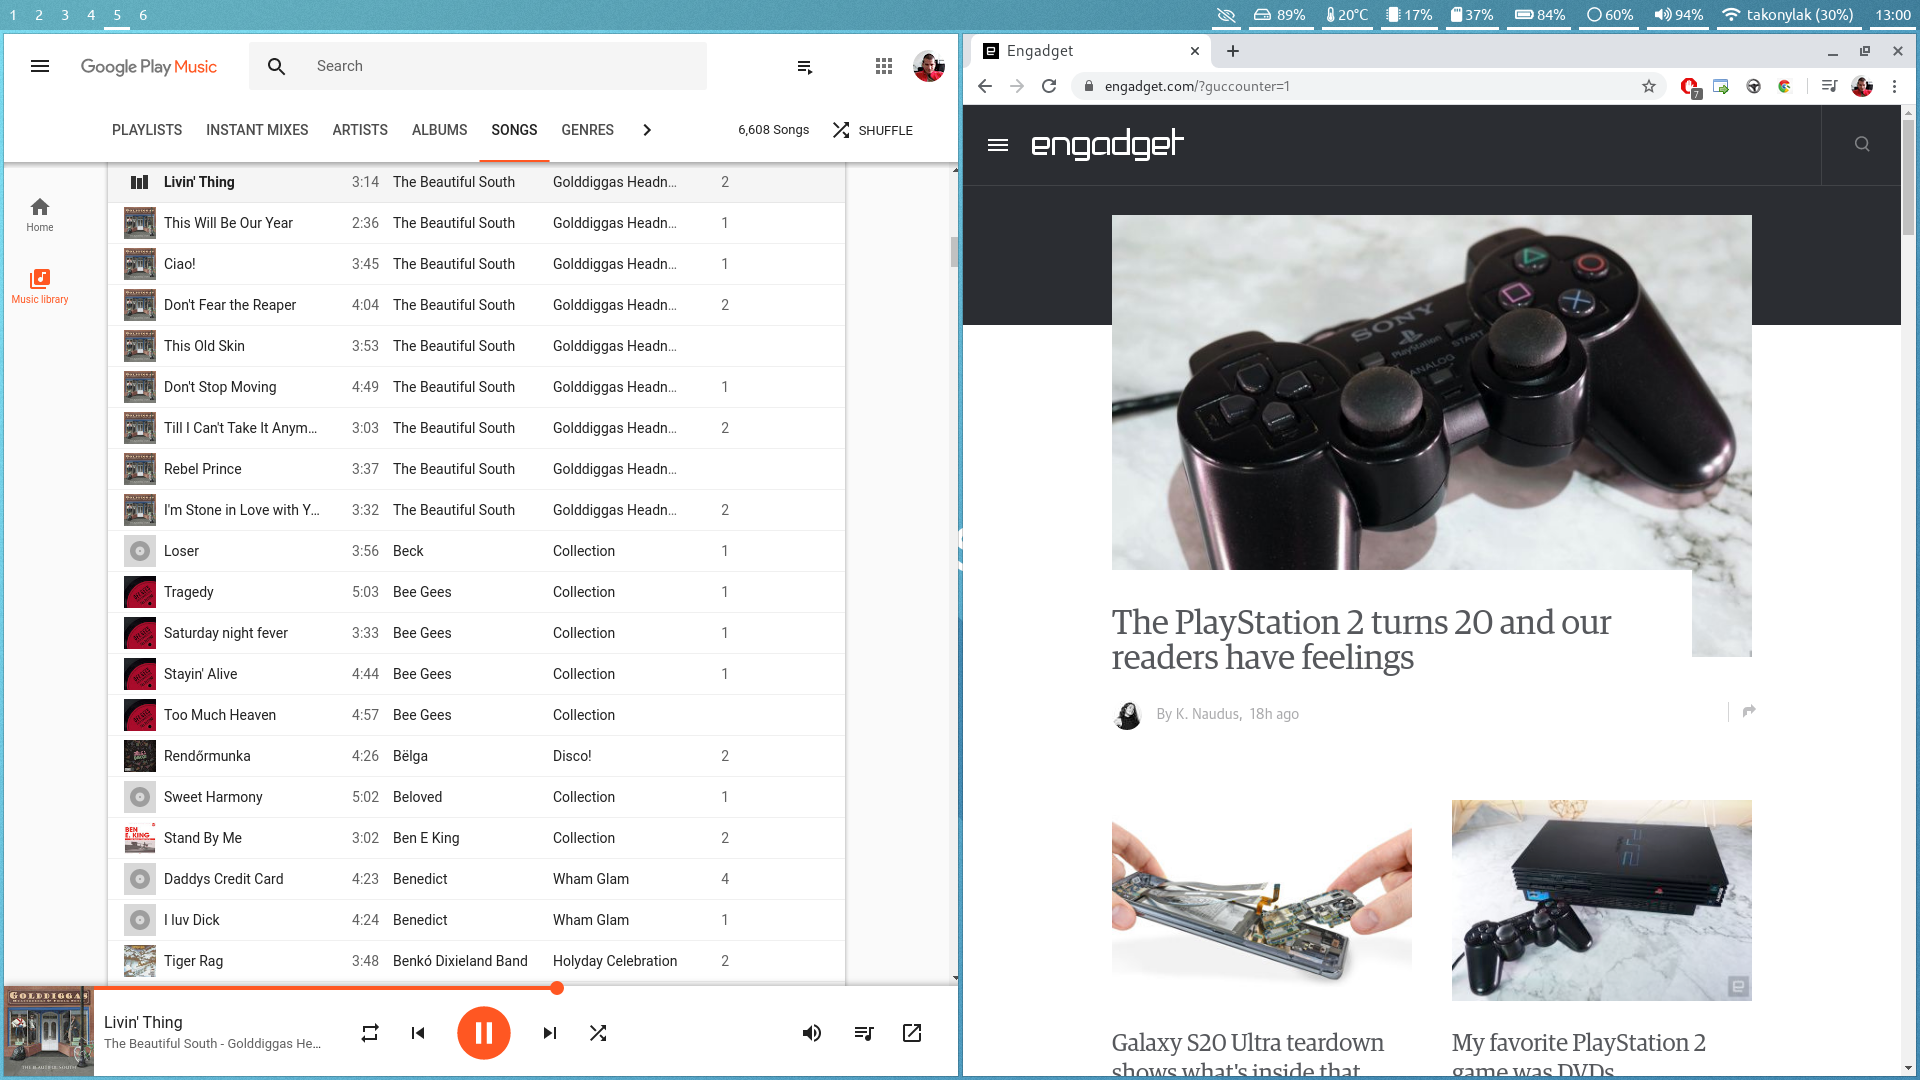 1 2 3 4 5 6
89% 20°C 17% 37% 84% 60% 94% takonylak (30%) 13:00
Google Play Music
Search
PLAYLISTS INSTANT MIXES ARTISTS ALBUMS SONGS GENRES
6,608 Songs SHUFFLE
Home
Music library
Livin' Thing 3:14 The Beautiful South Golddiggas Headn... 2
This Will Be Our Year 2:36 The Beautiful South Golddiggas Headn... 1
Ciao! 3:45 The Beautiful South Golddiggas Headn... 1
Don't Fear the Reaper 4:04 The Beautiful South Golddiggas Headn... 2
This Old Skin 3:53 The Beautiful South Golddiggas Headn...
Don't Stop Moving 4:49 The Beautiful South Golddiggas Headn... 1
Till I Can't Take It Anym... 3:03 The Beautiful South Golddiggas Headn... 2
Rebel Prince 3:37 The Beautiful South Golddiggas Headn...
I'm Stone in Love with Y... 3:32 The Beautiful South Golddiggas Headn... 2
Loser 3:56 Beck Collection 1
Tragedy 5:03 Bee Gees Collection 1
Saturday night fever 3:33 Bee Gees Collection 1
Stayin' Alive 4:44 Bee Gees Collection 1
Too Much Heaven 4:57 Bee Gees Collection
Rendőrmunka 4:26 Bëlga Disco! 2
Sweet Harmony 5:02 Beloved Collection 1
BEN E. KING
Stand By Me 3:02 Ben E King Collection 2
Daddys Credit Card 4:23 Benedict Wham Glam 4
I luv Dick 4:24 Benedict Wham Glam 1
Tiger Rag 3:48 Benkó Dixieland Band Holyday Celebration 2
GOLDDIGGAS
Livin' Thing
The Beautiful South - Golddiggas He...
Engadget
engadget.com/?guccounter=1
7
engadget
SONY
PlayStation
START
ANALOG
The PlayStation 2 turns 20 and our
readers have feelings
By K. Naudus, 18h ago
PS2
Galaxy S20 Ultra teardown
shows what's inside that
My favorite PlayStation 2
game was DVDs